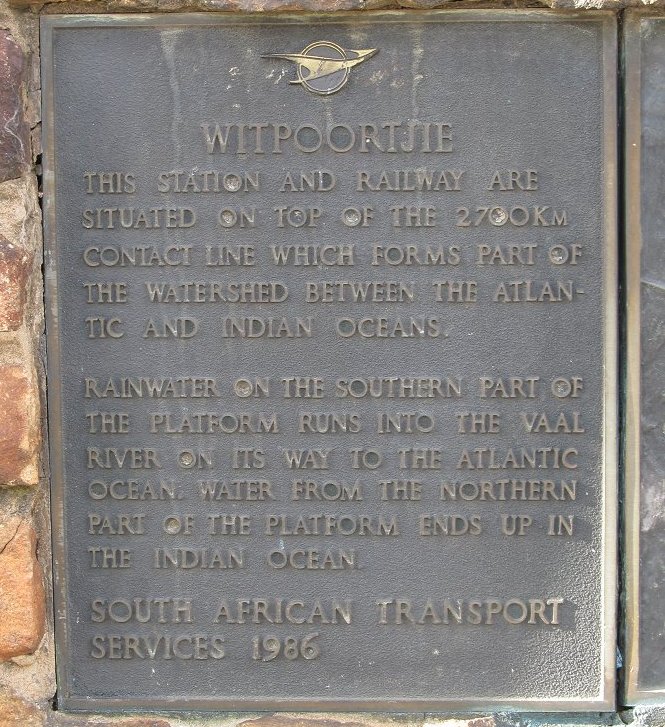 WITPOORTJIE
THIS STATION AND RAILWAY ARE
SITUATED ON TOP OF THE 2700KM
CONTACT LINE WHICH FORMS PART OF
THE WATERSHED BETWEEN THE ATLAN-
TIC AND INDIAN OCEANS.
RAINWATER ON THE SOUTHERN PART OF
THE PLATFORM RUNS INTO THE VAAL
RIVER ON ITS WAY TO THE ATLANTIC
OCEAN. WATER FROM THE NORTHERN
PART OF THE PLATFORM ENDS UP IN
THE INDIAN OCEAN.
SOUTH AFRICAN TRANSPORT
SERVICES 1986